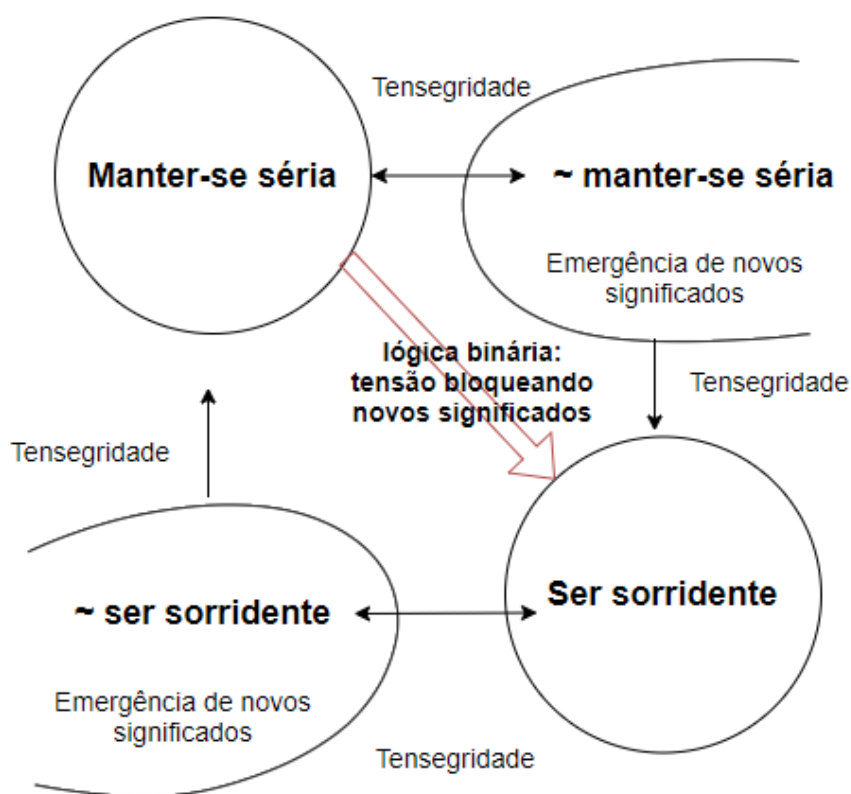 Tensegridade
Manter-se séria
~ manter-se séria
Emergência de novos
significados
lógica binária:
tensão bloqueando
novos significados
Tensegridade
Tensegridade
~ ser sorridente
Ser sorridente
Emergência de novos
significados
Tensegridade